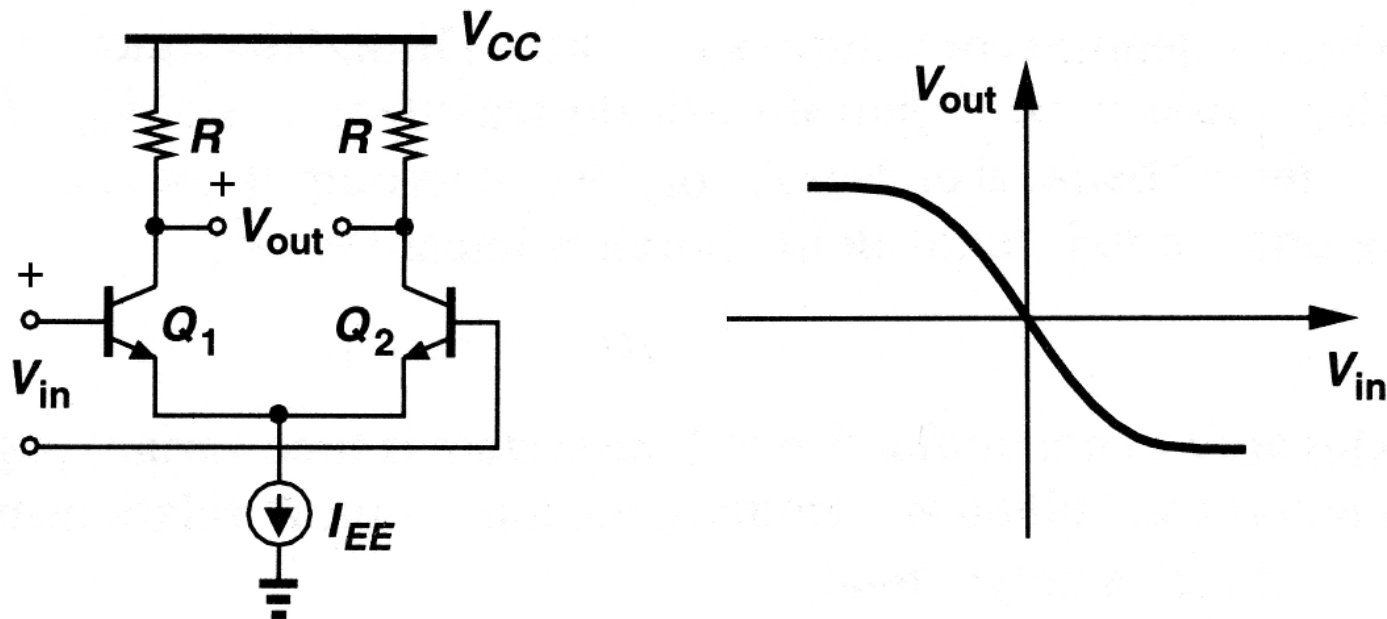 V_CC
R R
+
V_out
+
Q_1 Q_2
V_in
I_EE
V_out
V_in